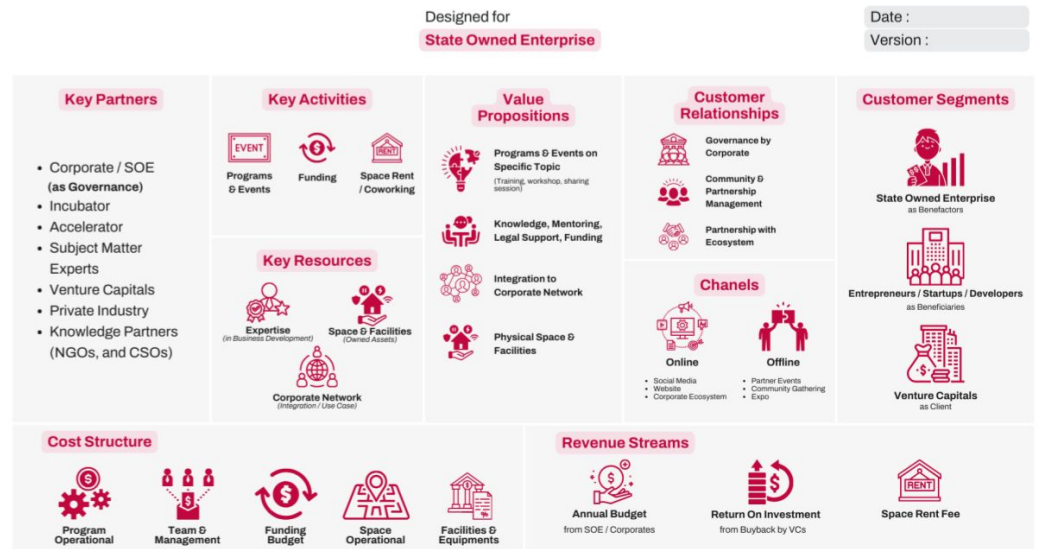 Designed for
State Owned Enterprise
Date :
Version :
Key Partners
• Corporate / SOE
(as Governance)
• Incubator
• Accelerator
• Subject Matter
Experts
• Venture Capitals
• Private Industry
• Knowledge Partners
(NGOs, and CSOs)
Key Activities
EVENT
Programs
& Events
$
Funding
RENT
Space Rent
/ Coworking
Key Resources
Expertise
(in Business Development)
Space & Facilities
(Owned Assets)
Corporate Network
(Integration / Use Case)
Value
Propositions
Programs & Events on
Specific Topic
(Training, workshop, sharing
session)
Knowledge, Mentoring,
Legal Support, Funding
Integration to
Corporate Network
Physical Space &
Facilities
Customer
Relationships
Governance by
Corporate
Community &
Partnership
Management
Partnership with
Ecosystem
Chanels
Online
• Social Media
• Website
• Corporate Ecosystem
Offline
• Partner Events
• Community Gathering
• Expo
Customer Segments
State Owned Enterprise
as Benefactors
Entrepreneurs / Startups / Developers
as Beneficiaries
$
Venture Capitals
as Client
Cost Structure
$
Program
Operational
$
Team &
Management
$
Funding
Budget
Space
Operational
Facilities &
Equipments
Revenue Streams
$
Annual Budget
from SOE / Corporates
$
Return On Investment
from Buyback by VCs
RENT
Space Rent Fee